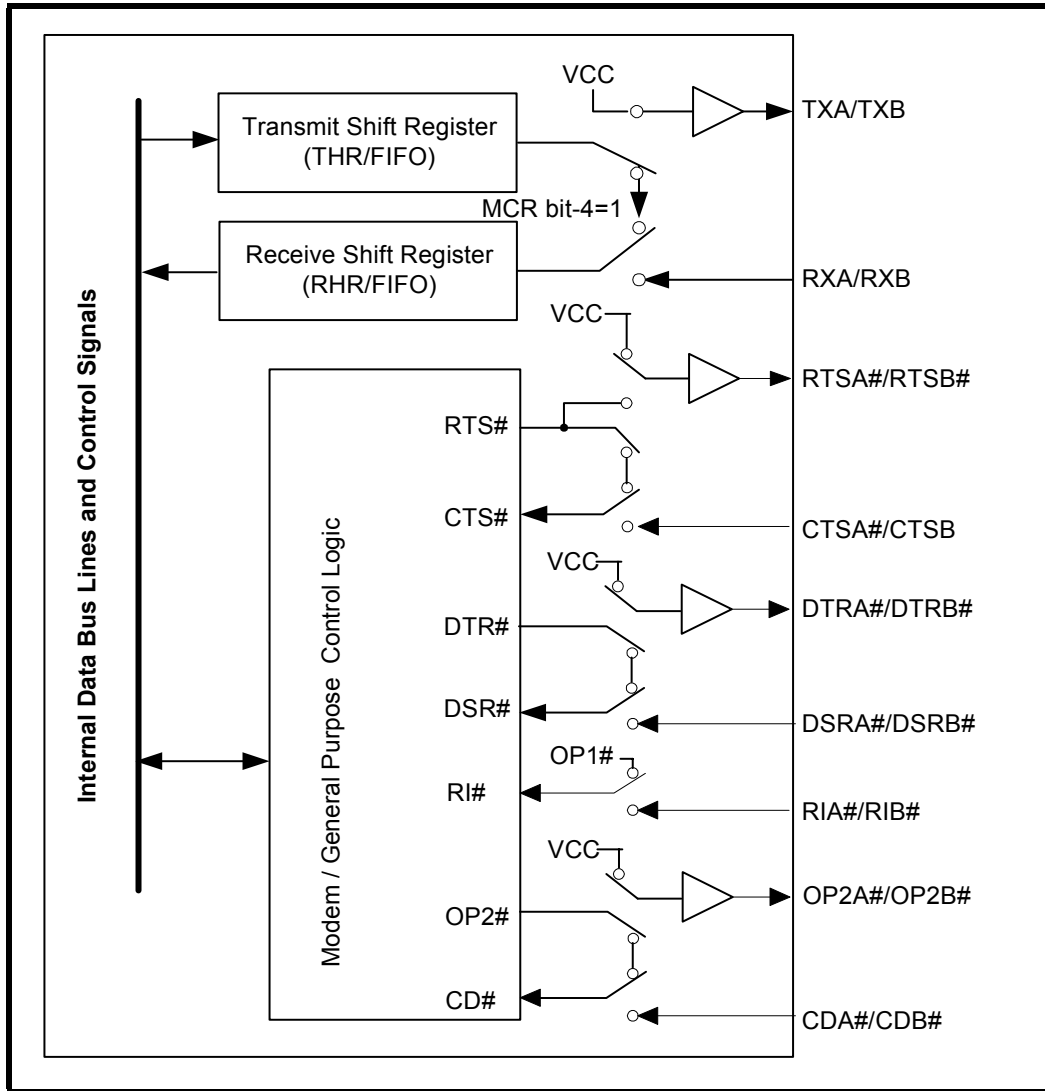 VCC
TXA/TXB
Transmit Shift Register
(THR/FIFO)
MCR bit-4=1
Receive Shift Register
(RHR/FIFO)
RXA/RXB
VCC
RTSA#/RTSB#
RTS#
CTS#
CTSA#/CTSB
VCC
DTRA#/DTRB#
DTR#
DSR#
DSRA#/DSRB#
OP1#
RI#
RIA#/RIB#
VCC
OP2A#/OP2B#
OP2#
CD#
CDA#/CDB#
Internal Data Bus Lines and Control Signals
Modem / General Purpose Control Logic